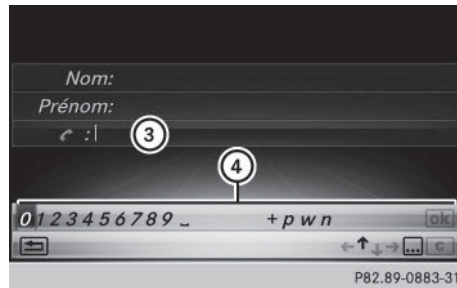 Nom:
Prénom:
: 3
4
0123456789_ +pwn ok
... c
P82.89-0883-31